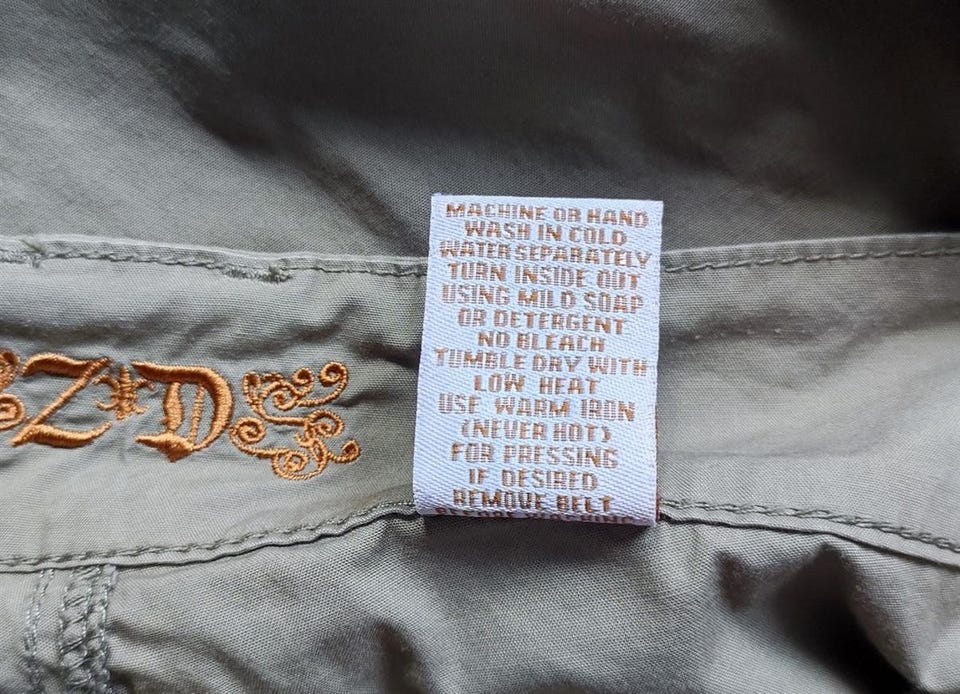 Z D
MACHINE OR HAND
WASH IN COLD
WATER SEPARATELY
TURN INSIDE OUT
USING MILD SOAP
OR DETERGENT
NO BLEACH
TUMBLE DRY WITH
LOW HEAT
USE WARM IRON
(NEVER HOT)
FOR PRESSING
IF DESIRED
REMOVE BELT
BEFORE